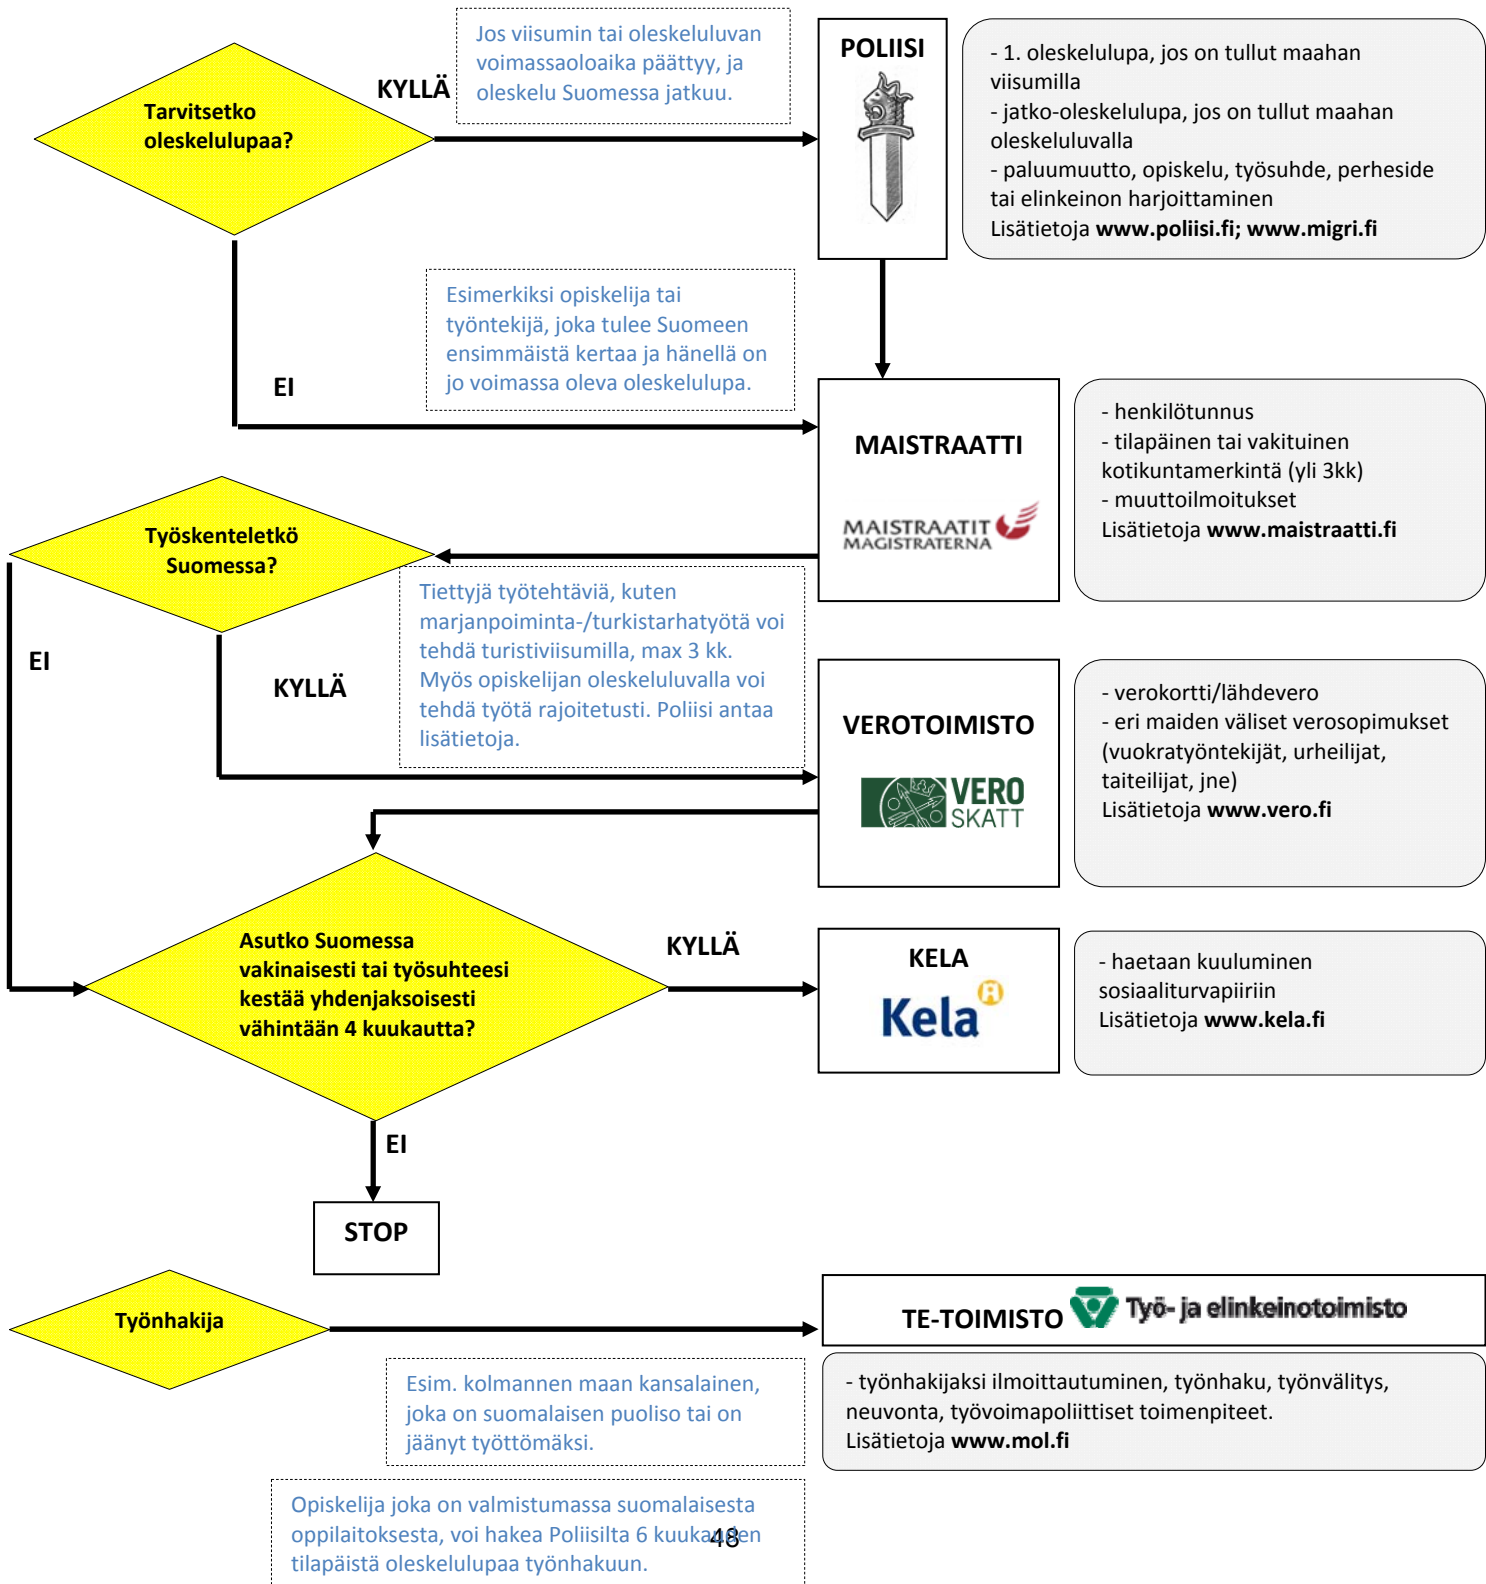 Tarvitsetko
oleskelulupaa?
KYLLÄ
Jos viisumin tai oleskeluluvan
voimassaoloaika päättyy, ja
oleskelu Suomessa jatkuu.
POLIISI
- 1. oleskelulupa, jos on tullut maahan
viisumilla
- jatko-oleskelulupa, jos on tullut maahan
oleskeluluvalla
- paluumuutto, opiskelu, työsuhde, perheside
tai elinkeinon harjoittaminen
Lisätietoja www.poliisi.fi; www.migri.fi
EI
Esimerkiksi opiskelija tai
työntekijä, joka tulee Suomeen
ensimmäistä kertaa ja hänellä on
jo voimassa oleva oleskelulupa.
MAISTRAATTI
MAISTRAATIT
MAGISTRATERNA
- henkilötunnus
- tilapäinen tai vakituinen
kotikuntamerkintä (yli 3kk)
- muuttoilmoitukset
Lisätietoja www.maistraatti.fi
Työskenteletkö
Suomessa?
EI
KYLLÄ
Tiettyjä työtehtäviä, kuten
marjanpoiminta-/turkistarhatyötä voi
tehdä turistiviisumilla, max 3 kk.
Myös opiskelijan oleskeluluvalla voi
tehdä työtä rajoitetusti. Poliisi antaa
lisätietoja.
VEROTOIMISTO
VERO
SKATT
- verokortti/lähdevero
- eri maiden väliset verosopimukset
(vuokratyöntekijät, urheilijat,
taiteilijat, jne)
Lisätietoja www.vero.fi
Asutko Suomessa
vakinaisesti tai työsuhteesi
kestää yhdenjaksoisesti
vähintään 4 kuukautta?
KYLLÄ
KELA
Kela
- haetaan kuuluminen
sosiaaliturvapiiriin
Lisätietoja www.kela.fi
EI
STOP
Työnhakija
TE-TOIMISTO Työ- ja elinkeinotoimisto
Esim. kolmannen maan kansalainen,
joka on suomalaisen puoliso tai on
jäänyt työttömäksi.
- työnhakijaksi ilmoittautuminen, työnhaku, työnvälitys,
neuvonta, työvoimapoliittiset toimenpiteet.
Lisätietoja www.mol.fi
Opiskelija joka on valmistumassa suomalaisesta
oppilaitoksesta, voi hakea Poliisilta 6 kuukauden
tilapäistä oleskelulupaa työnhakuun.
48